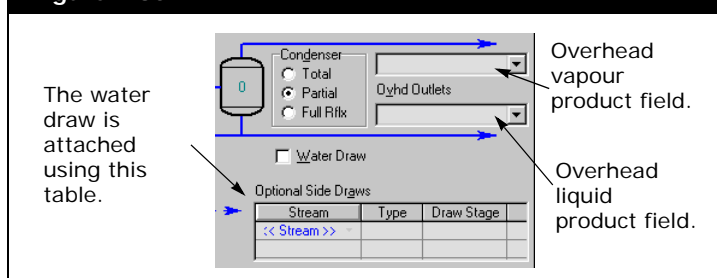 Overhead
vapour
product field.
Condenser
Total
Partial
Full Rflx
0
Ovhd Outlets
The water
draw is
attached
using this
table.
Water Draw
Overhead
liquid
product field.
Optional Side Draws
Stream Type Draw Stage
<< Stream >>